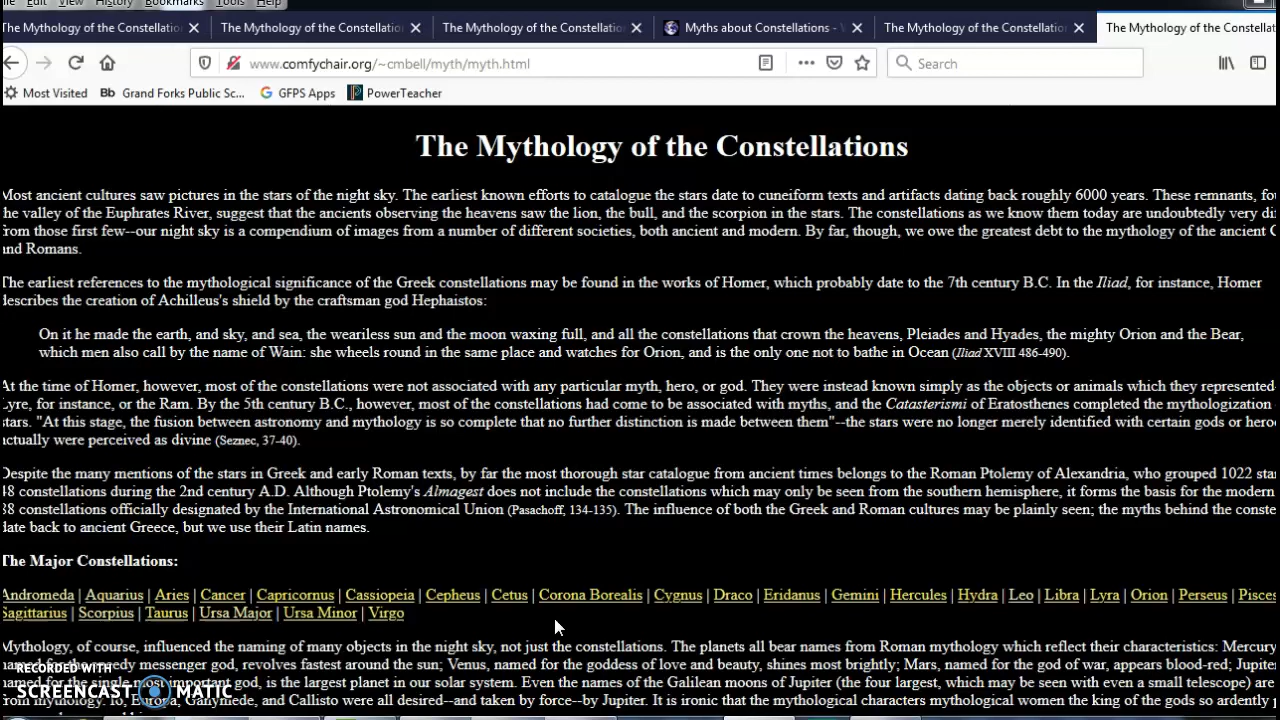 File Edit View History Bookmarks Tools Help
The Mythology of the Constellatio The Mythology of the Constellatio The Mythology of the Constellatio Myths about Constellations - W The Mythology of the Constellatio The Mythology of the Constellat
www.comfychair.org/~cmbell/myth/myth.html Search
Most Visited Bb Grand Forks Public Sc... GFPS Apps PowerTeacher
The Mythology of the Constellations
Most ancient cultures saw pictures in the stars of the night sky. The earliest known efforts to catalogue the stars date to cuneiform texts and artifacts dating back roughly 6000 years. These remnants, fo
the valley of the Euphrates River, suggest that the ancients observing the heavens saw the lion, the bull, and the scorpion in the stars. The constellations as we know them today are undoubtedly very di
from those first few--our night sky is a compendium of images from a number of different societies, both ancient and modern. By far, though, we owe the greatest debt to the mythology of the ancient
and Romans.
The earliest references to the mythological significance of the Greek constellations may be found in the works of Homer, which probably date to the 7th century B.C. In the Iliad, for instance, Homer
describes the creation of Achilleus's shield by the craftsman god Hephaistos:
On it he made the earth, and sky, and sea, the weariless sun and the moon waxing full, and all the constellations that crown the heavens, Pleiades and Hyades, the mighty Orion and the Bear,
which men also call by the name of Wain: she wheels round in the same place and watches for Orion, and is the only one not to bathe in Ocean (Iliad XVIII 486-490).
At the time of Homer, however, most of the constellations were not associated with any particular myth, hero, or god. They were instead known simply as the objects or animals which they represented
Lyre, for instance, or the Ram. By the 5th century B.C., however, most of the constellations had come to be associated with myths, and the Catasterismi of Eratosthenes completed the mythologization
stars. "At this stage, the fusion between astronomy and mythology is so complete that no further distinction is made between them"--the stars were no longer merely identified with certain gods or hero
actually were perceived as divine (Seznec, 37-40).
Despite the many mentions of the stars in Greek and early Roman texts, by far the most thorough star catalogue from ancient times belongs to the Roman Ptolemy of Alexandria, who grouped 1022 sta
48 constellations during the 2nd century A.D. Although Ptolemy's Almagest does not include the constellations which may only be seen from the southern hemisphere, it forms the basis for the modern
88 constellations officially designated by the International Astronomical Union (Pasachoff, 134-135). The influence of both the Greek and Roman cultures may be plainly seen; the myths behind the conste
date back to ancient Greece, but we use their Latin names.
The Major Constellations:
Andromeda | Aquarius | Aries | Cancer | Capricornus | Cassiopeia | Cepheus | Cetus | Corona Borealis | Cygnus | Draco | Eridanus | Gemini | Hercules | Hydra | Leo | Libra | Lyra | Orion | Perseus | Pisces
Sagittarius | Scorpius | Taurus | Ursa Major | Ursa Minor | Virgo
Mythology, of course, influenced the naming of many objects in the night sky, not just the constellations. The planets all bear names from Roman mythology which reflect their characteristics: Mercury
named for the speedy messenger god, revolves fastest around the sun; Venus, named for the goddess of love and beauty, shines most brightly; Mars, named for the god of war, appears blood-red; Jupiter
named for the single most important god, is the largest planet in our solar system. Even the names of the Galilean moons of Jupiter (the four largest, which may be seen with even a small telescope) are
from mythology. Io, Europa, Ganymede, and Callisto were all desired--and taken by force--by Jupiter. It is ironic that the mythological characters mythological women the king of the gods so ardently
RECORDED WITH
SCREENCAST MATIC